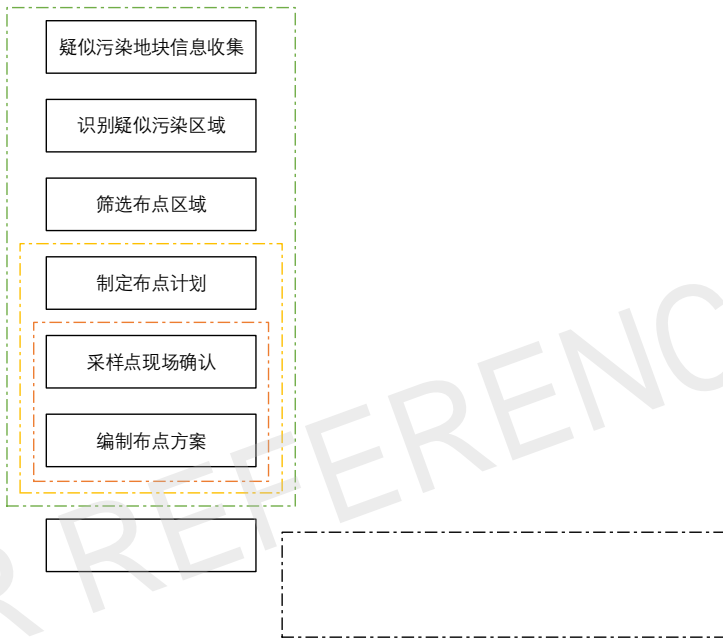 疑似污染地块信息收集
识别疑似污染区域
筛选布点区域
制定布点计划
采样点现场确认
编制布点方案
R REFERENC